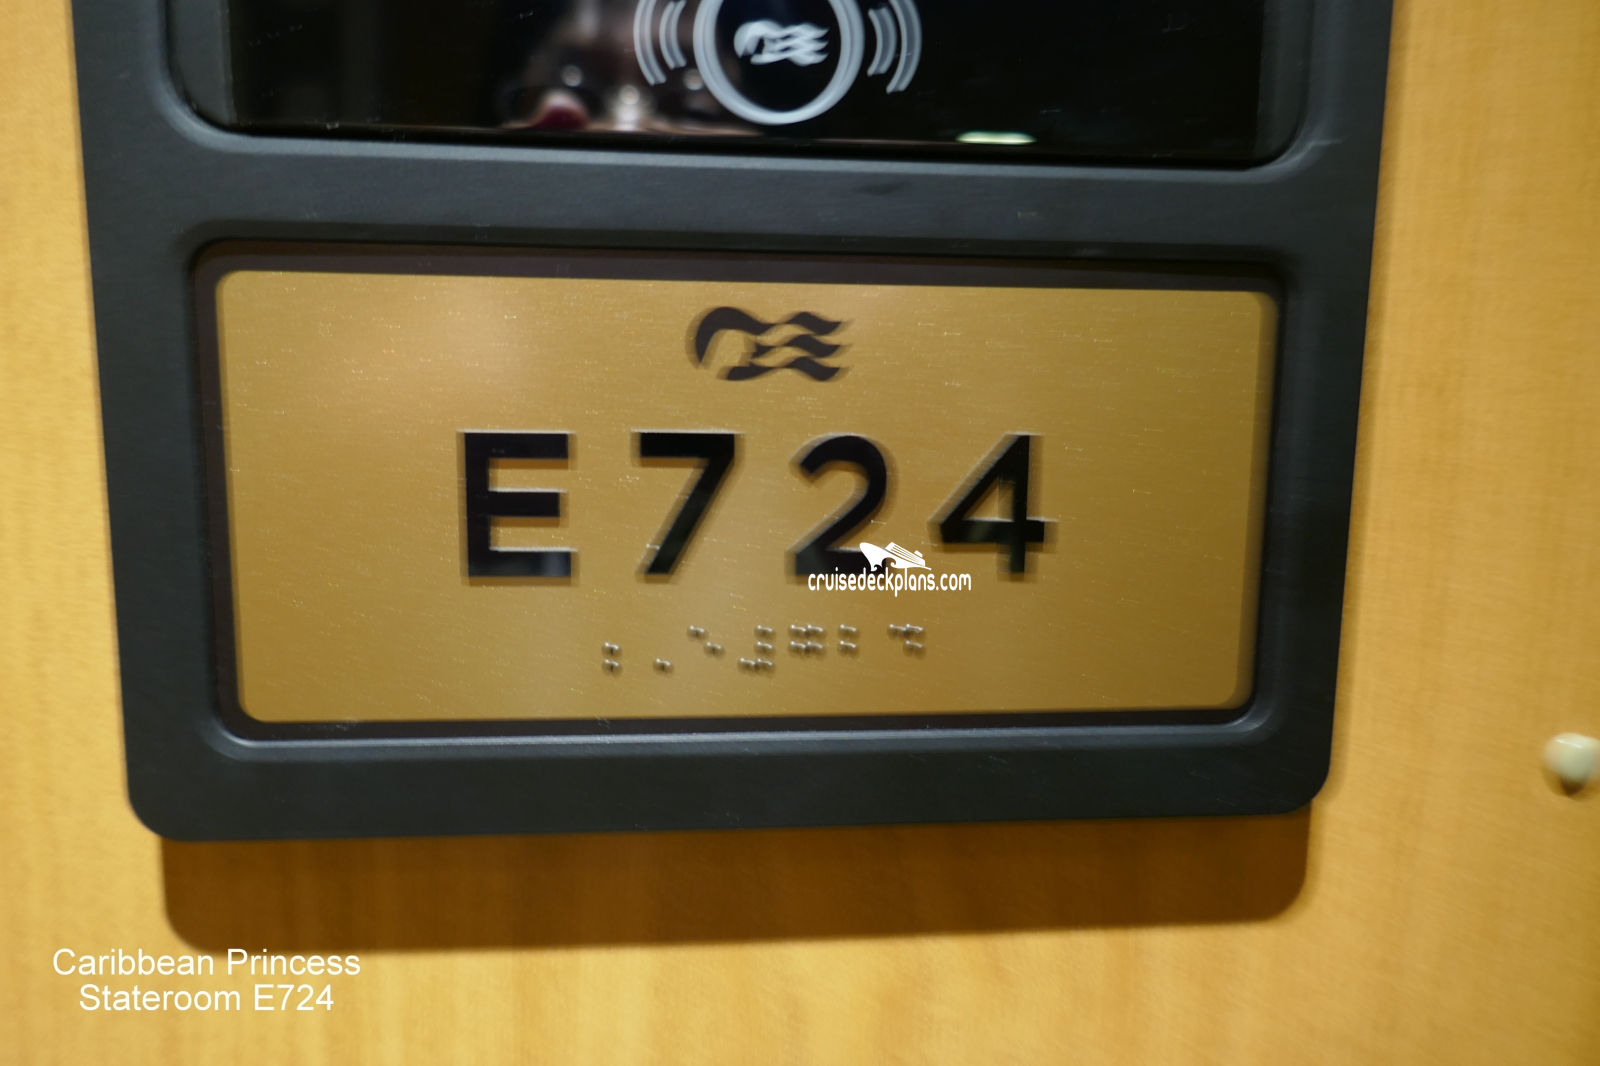 E724
cruisedeckplans.com
Caribbean Princess
Stateroom E724